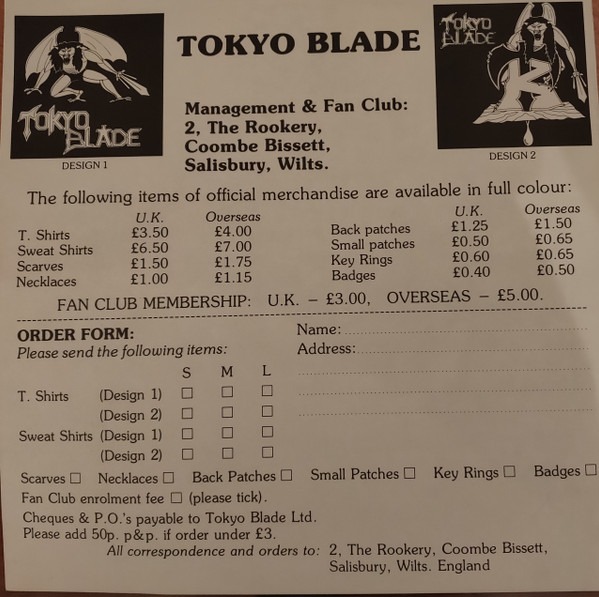 TOKYO BLADE
TOKYO BLADE
TOKYO BLADE
K
DESIGN 1
DESIGN 2
Management & Fan Club:
2, The Rookery,
Coombe Bissett,
Salisbury, Wilts.
The following items of official merchandise are available in full colour:
U.K. Overseas
T. Shirts £3.50 £4.00
Sweat Shirts £6.50 £7.00
Scarves £1.50 £1.75
Necklaces £1.00 £1.15
U.K. Overseas
Back patches £1.25 £1.50
Small patches £0.50 £0.65
Key Rings £0.60 £0.65
Badges £0.40 £0.50
FAN CLUB MEMBERSHIP: U.K. – £3.00, OVERSEAS – £5.00.
ORDER FORM:
Please send the following items:
Name:
Address:
S M L
T. Shirts (Design 1) ☐ ☐ ☐
(Design 2) ☐ ☐ ☐
Sweat Shirts (Design 1) ☐ ☐ ☐
(Design 2) ☐ ☐ ☐
Scarves ☐ Necklaces ☐ Back Patches ☐ Small Patches ☐ Key Rings ☐ Badges ☐
Fan Club enrolment fee ☐ (please tick).
Cheques & P.O.'s payable to Tokyo Blade Ltd.
Please add 50p. p&p. if order under £3.
All correspondence and orders to: 2, The Rookery, Coombe Bissett,
Salisbury, Wilts. England